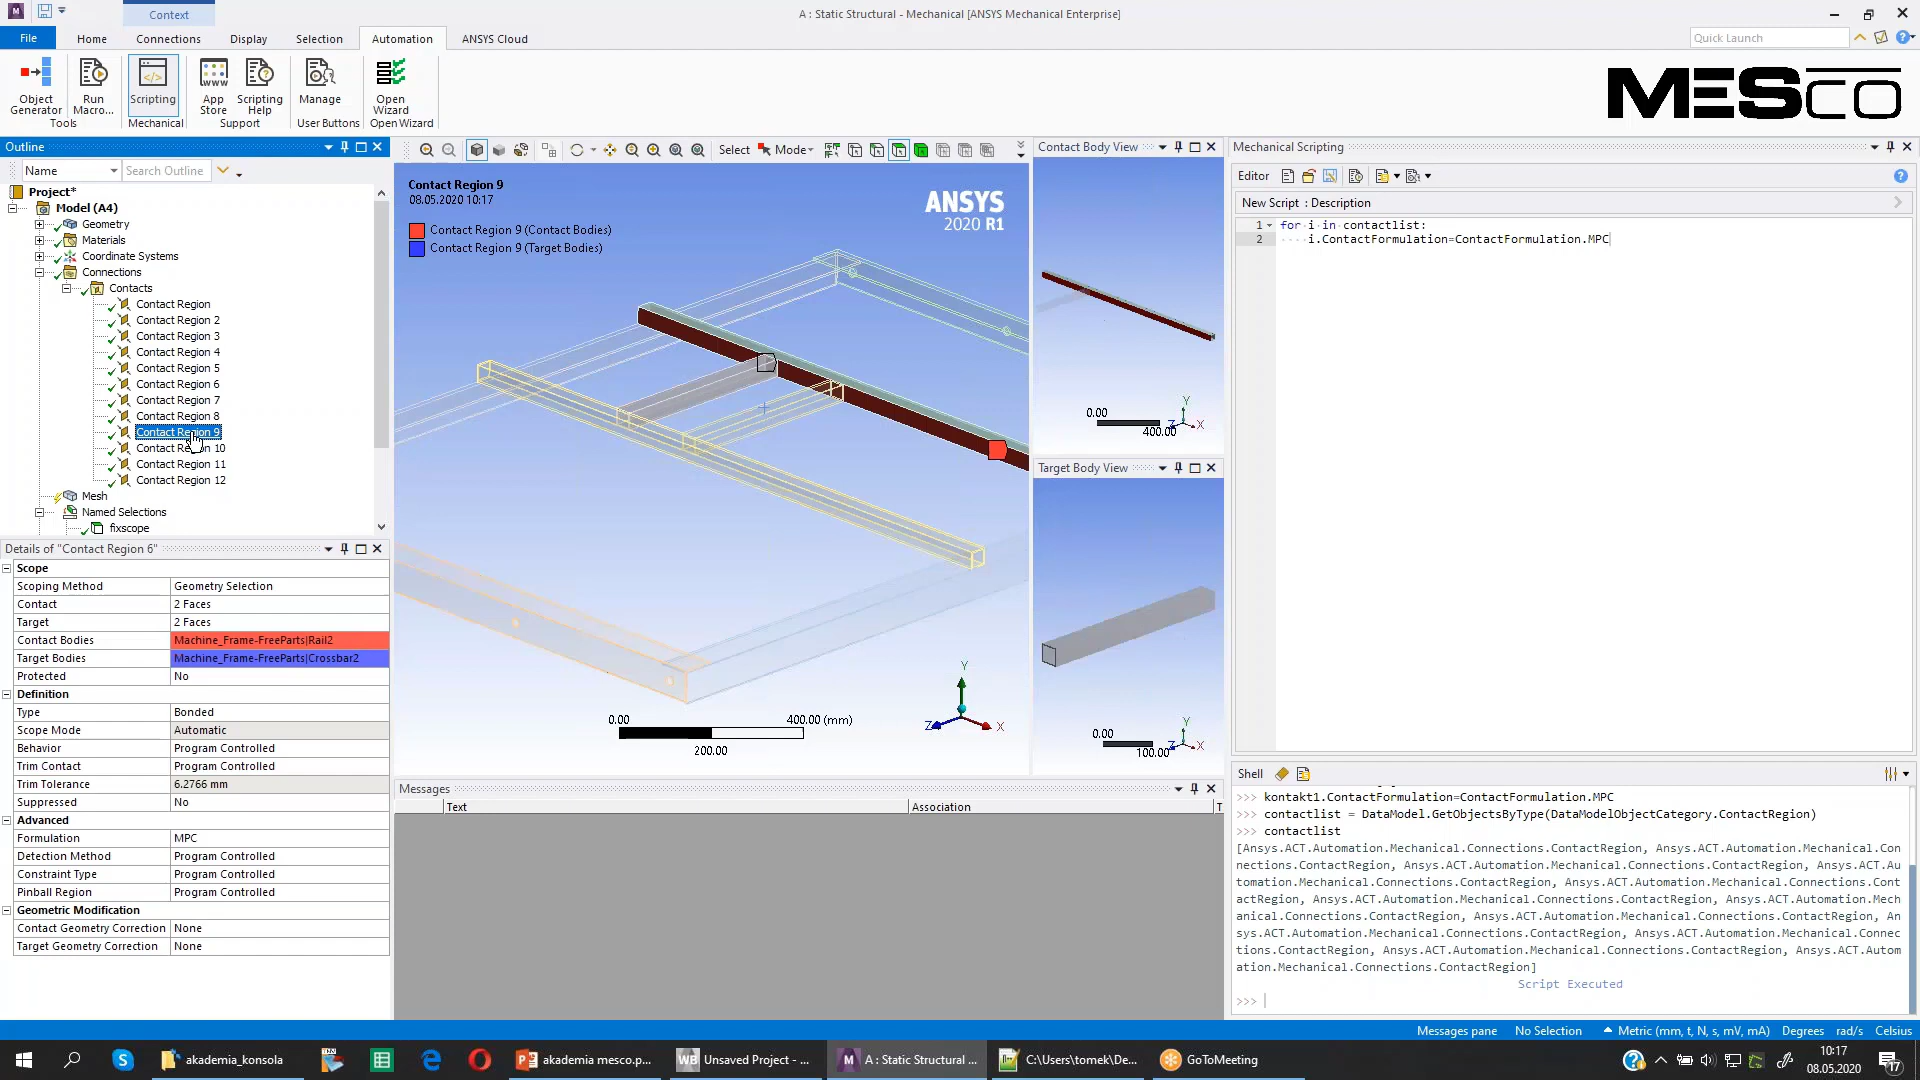 Context
A : Static Structural - Mechanical [ANSYS Mechanical Enterprise]
File
Home
Connections
Display
Selection
Automation
ANSYS Cloud
Quick Launch
Object Generator
Run Macro...
Scripting
App Store
Scripting Help
Manage
Open Wizard
Tools
Mechanical
Support
User Buttons
Open Wizard
MESco
Outline
Name
Search Outline
Project*
Model (A4)
Geometry
Materials
Coordinate Systems
Connections
Contacts
Contact Region
Contact Region 2
Contact Region 3
Contact Region 4
Contact Region 5
Contact Region 6
Contact Region 7
Contact Region 8
Contact Region 9
Contact Region 10
Contact Region 11
Contact Region 12
Mesh
Named Selections
fixscope
Details of "Contact Region 6"
Scope
Scoping Method Geometry Selection
Contact 2 Faces
Target 2 Faces
Contact Bodies Machine_Frame-FreeParts|Rail2
Target Bodies Machine_Frame-FreeParts|Crossbar2
Protected No
Definition
Type Bonded
Scope Mode Automatic
Behavior Program Controlled
Trim Contact Program Controlled
Trim Tolerance 6.2766 mm
Suppressed No
Advanced
Formulation MPC
Detection Method Program Controlled
Constraint Type Program Controlled
Pinball Region Program Controlled
Geometric Modification
Contact Geometry Correction None
Target Geometry Correction None
Select Mode
Contact Region 9
08.05.2020 10:17
Contact Region 9 (Contact Bodies)
Contact Region 9 (Target Bodies)
ANSYS
2020 R1
0.00 400.00 (mm)
200.00
Y
Z X
Contact Body View
0.00
400.00
Y
Z X
Target Body View
0.00
100.00
Y
Z X
Messages
Text Association T
Mechanical Scripting
Editor
New Script : Description
1 for i in contactlist:
2 i.ContactFormulation=ContactFormulation.MPC
Shell
>>> kontakt1.ContactFormulation=ContactFormulation.MPC
>>> contactlist = DataModel.GetObjectsByType(DataModelObjectCategory.ContactRegion)
>>> contactlist
[Ansys.ACT.Automation.Mechanical.Connections.ContactRegion, Ansys.ACT.Automation.Mechanical.Con
nections.ContactRegion, Ansys.ACT.Automation.Mechanical.Connections.ContactRegion, Ansys.ACT.Au
tomation.Mechanical.Connections.ContactRegion, Ansys.ACT.Automation.Mechanical.Connections.Cont
actRegion, Ansys.ACT.Automation.Mechanical.Connections.ContactRegion, Ansys.ACT.Automation.Mech
anical.Connections.ContactRegion, Ansys.ACT.Automation.Mechanical.Connections.ContactRegion, An
sys.ACT.Automation.Mechanical.Connections.ContactRegion, Ansys.ACT.Automation.Mechanical.Connec
tions.ContactRegion, Ansys.ACT.Automation.Mechanical.Connections.ContactRegion, Ansys.ACT.Autom
ation.Mechanical.Connections.ContactRegion]
Script Executed
>>>
Messages pane No Selection Metric (mm, t, N, s, mV, mA) Degrees rad/s Celsius
akademia_konsola
akademia mesco.p...
Unsaved Project - ...
A : Static Structural ...
C:\Users\tomek\De...
GoToMeeting
10:17
08.05.2020
17